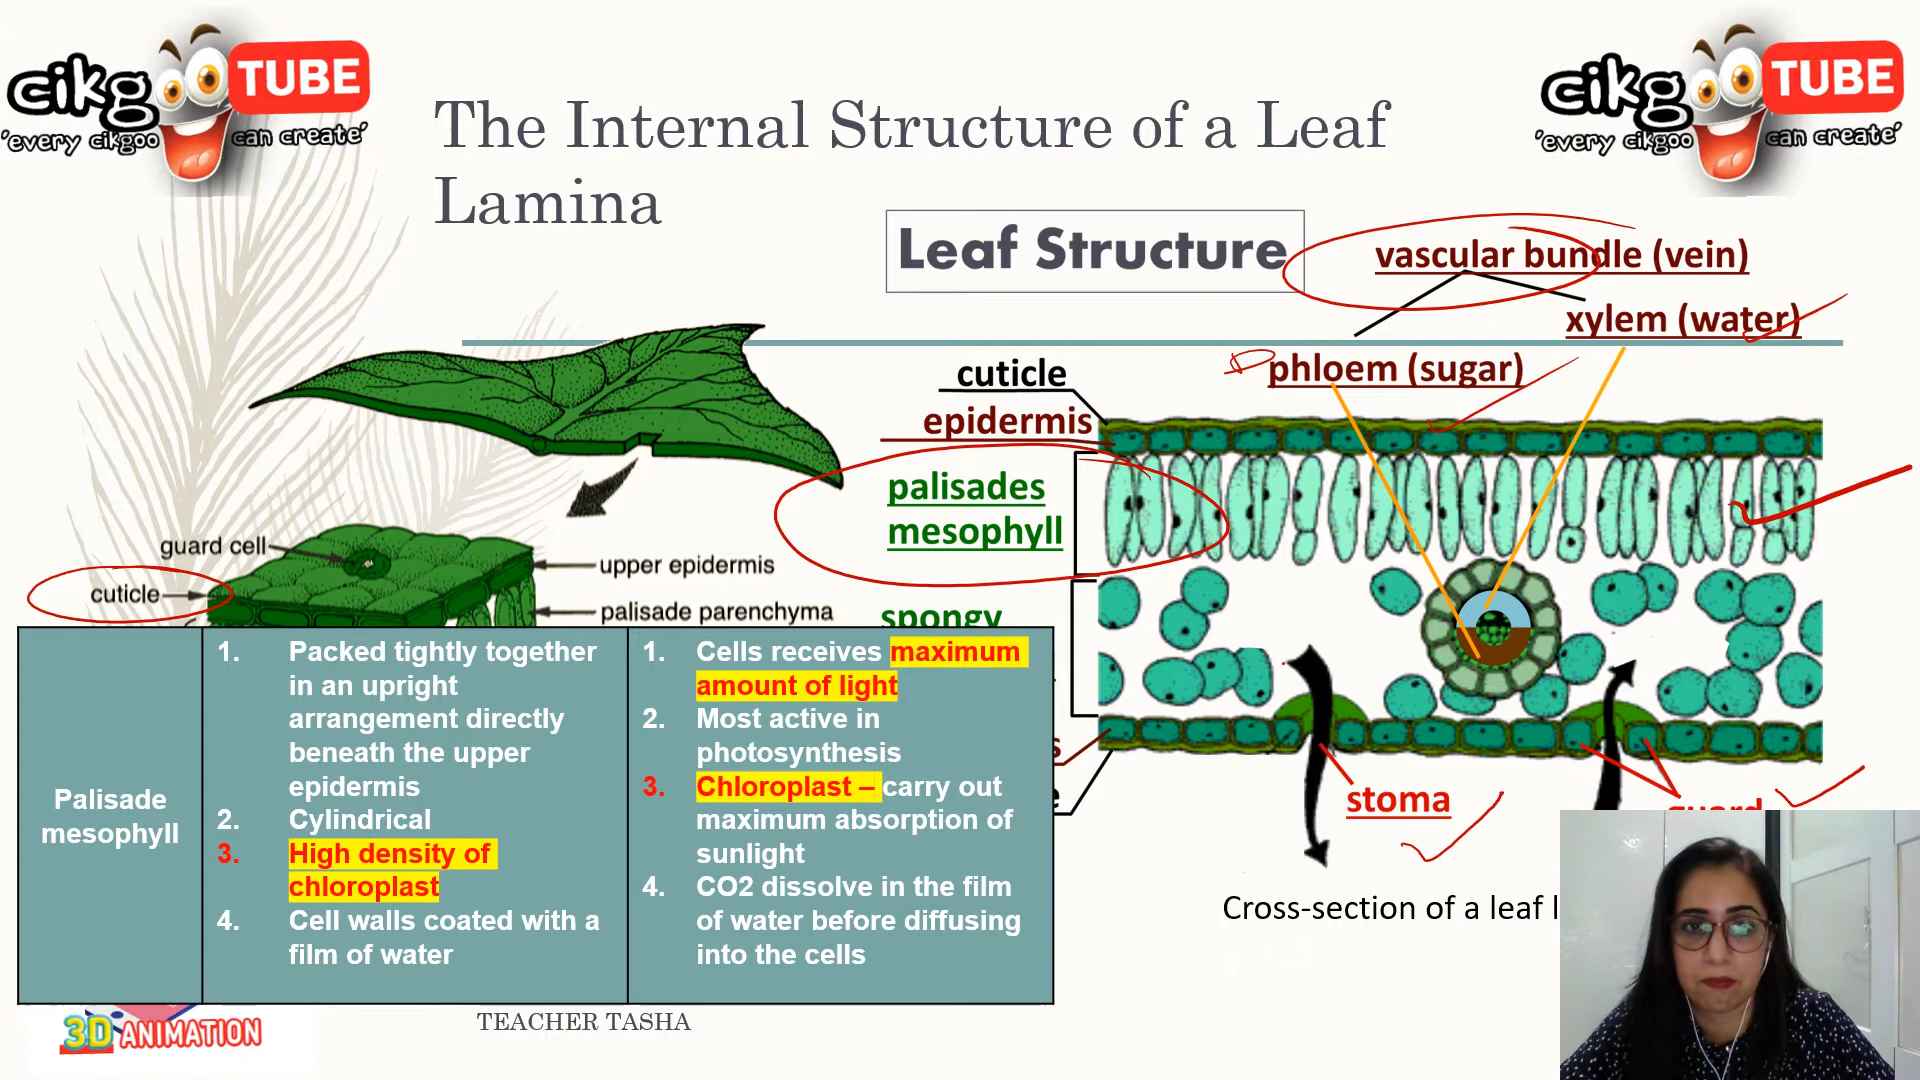 cikg TUBE
'every cikgoo can create'
cikg TUBE
'every cikgoo can create'
The Internal Structure of a Leaf
Lamina
Leaf Structure
vascular bundle (vein)
xylem (water)
phloem (sugar)
cuticle
epidermis
palisades
mesophyll
spongy
guard cell
cuticle
upper epidermis
palisade parenchyma
Palisade
mesophyll
1. Packed tightly together
in an upright
arrangement directly
beneath the upper
epidermis
2. Cylindrical
3. High density of
chloroplast
4. Cell walls coated with a
film of water
1. Cells receives maximum
amount of light
2. Most active in
photosynthesis
3. Chloroplast – carry out
maximum absorption of
sunlight
4. CO2 dissolve in the film
of water before diffusing
into the cells
stoma
guard
Cross-section of a leaf l
3D ANIMATION
TEACHER TASHA